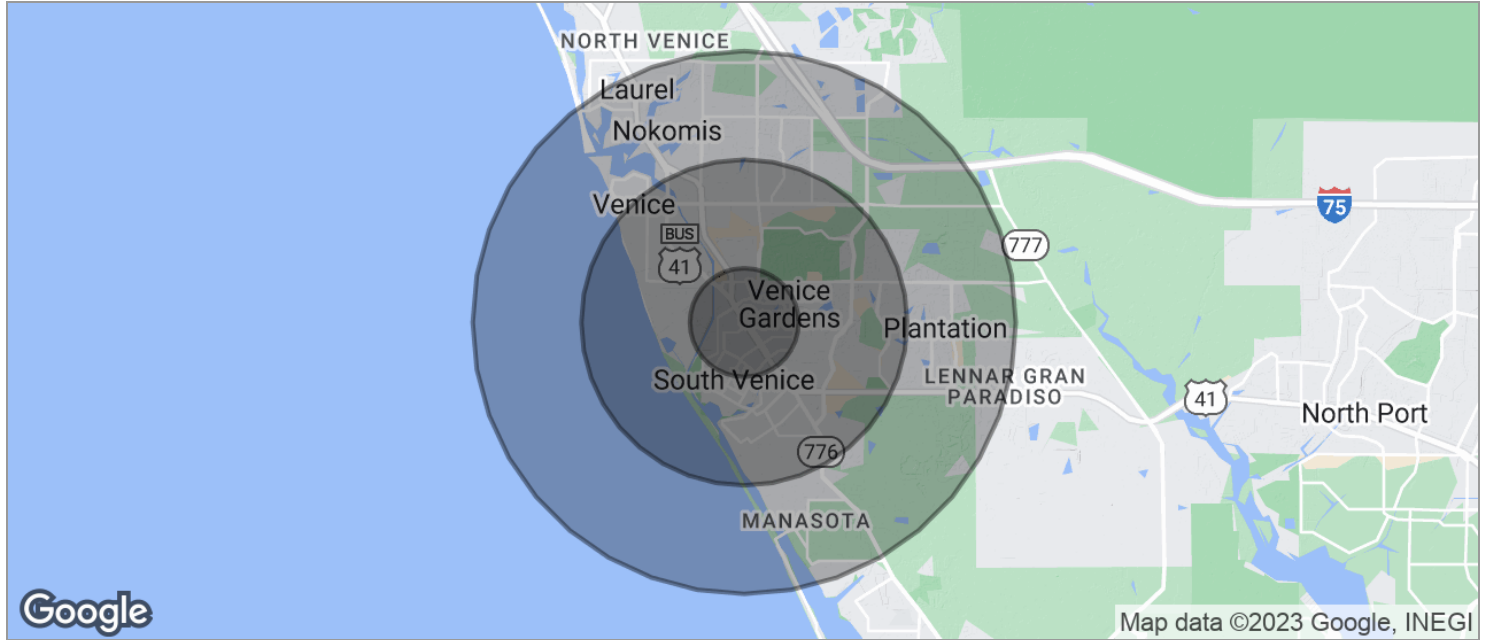 NORTH VENICE
Laurel
Nokomis
Venice
BUS
41
777
75
Venice
Gardens
Plantation
South Venice
LENNAR GRAN
PARADISO
41
North Port
776
MANASOTA
Google
Map data ©2023 Google, INEGI